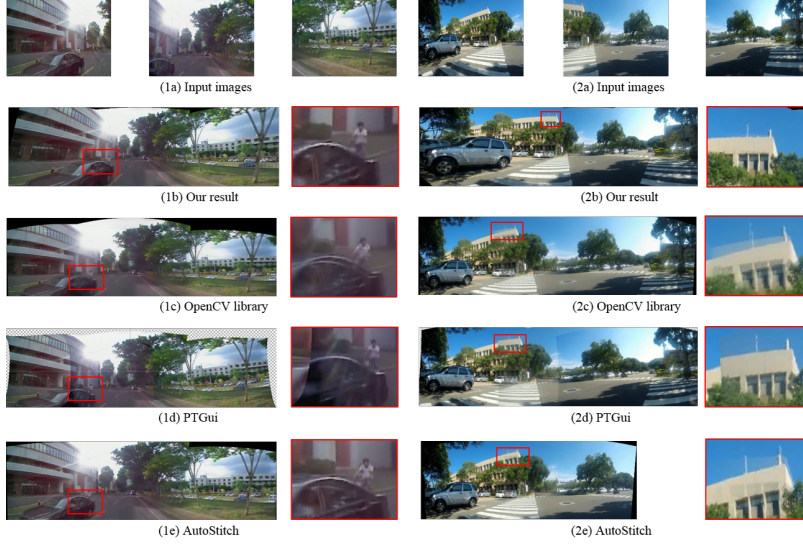 (1a) Input images
(2a) Input images
(1b) Our result
(2b) Our result
(1c) OpenCV library
(2c) OpenCV library
(1d) PTGui
(2d) PTGui
(1e) AutoStitch
(2e) AutoStitch